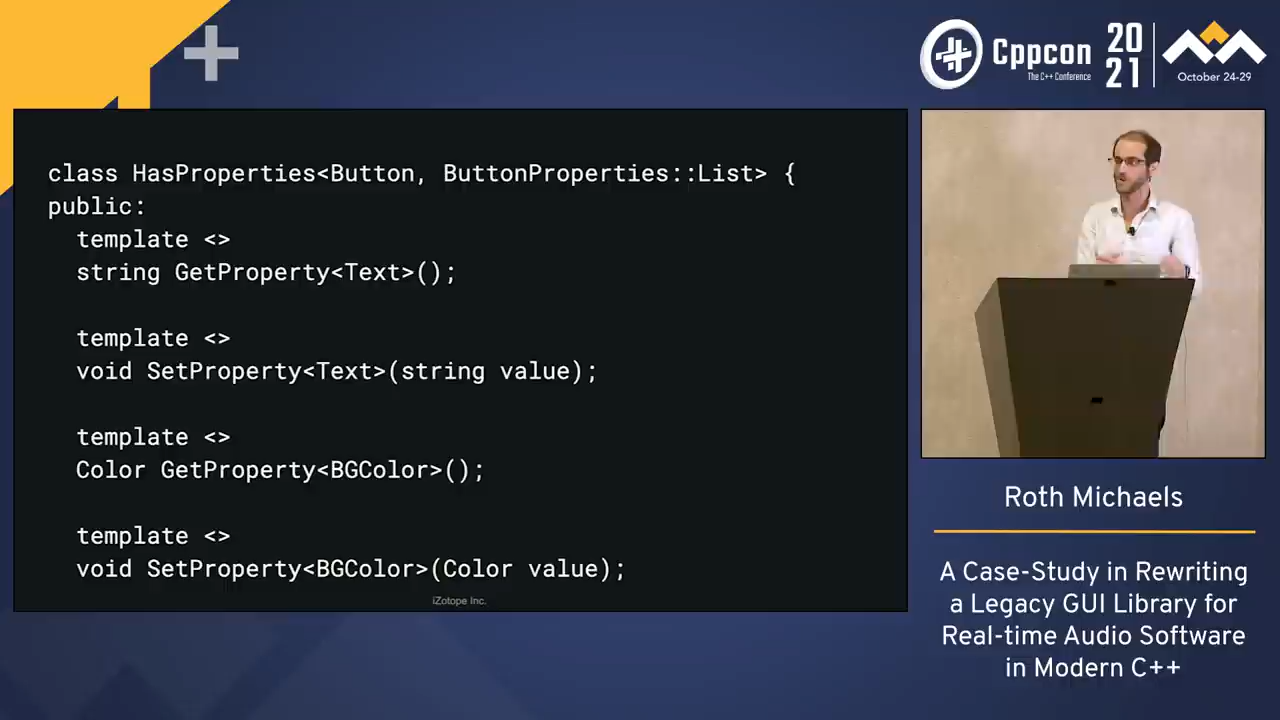 Cppcon
The C++ Conference
20
21
October 24-29
class HasProperties<Button, ButtonProperties::List> {
public:
template <>
string GetProperty<Text>();
template <>
void SetProperty<Text>(string value);
template <>
Color GetProperty<BGColor>();
template <>
void SetProperty<BGColor>(Color value);
iZotope Inc.
Roth Michaels
A Case-Study in Rewriting
a Legacy GUI Library for
Real-time Audio Software
in Modern C++